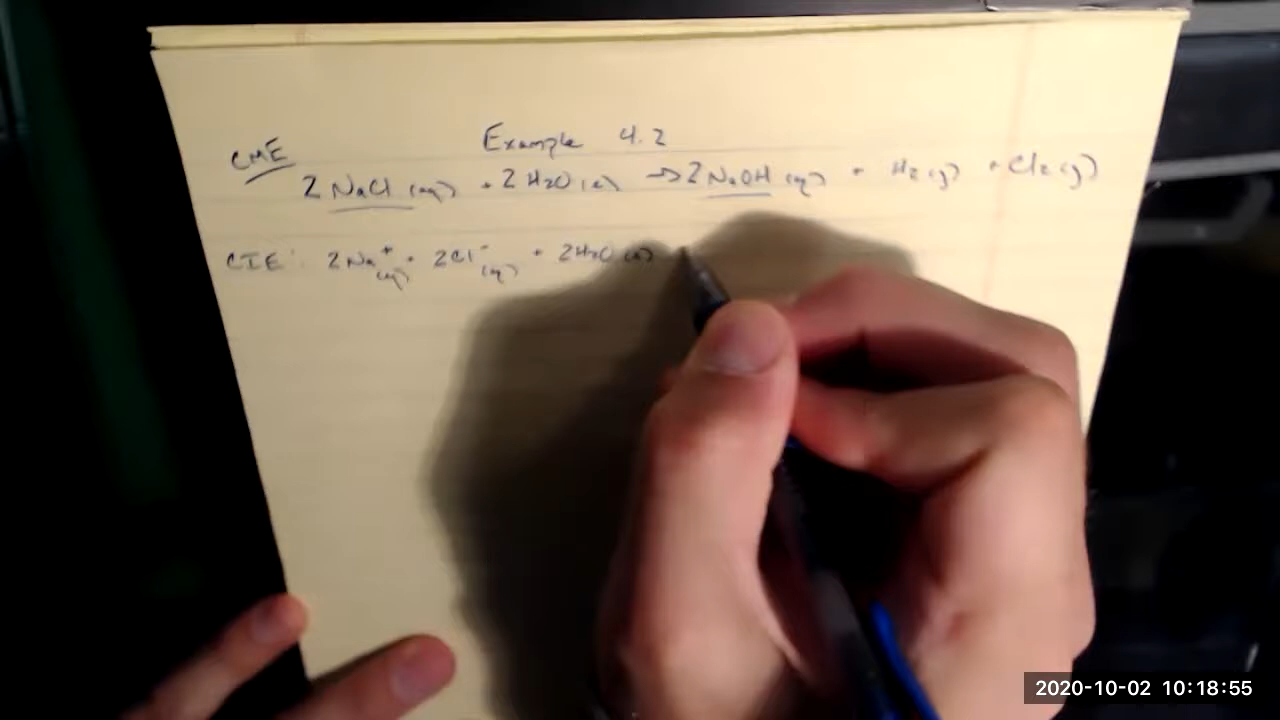 Example 4.2
CME 2 NaCl (aq) + 2 H2O (l) → 2 NaOH (aq) + H2 (g) + Cl2 (g)
CIE: 2 Na+ (aq) + 2 Cl- (aq) + 2 H2O (l)
2020-10-02 10:18:55